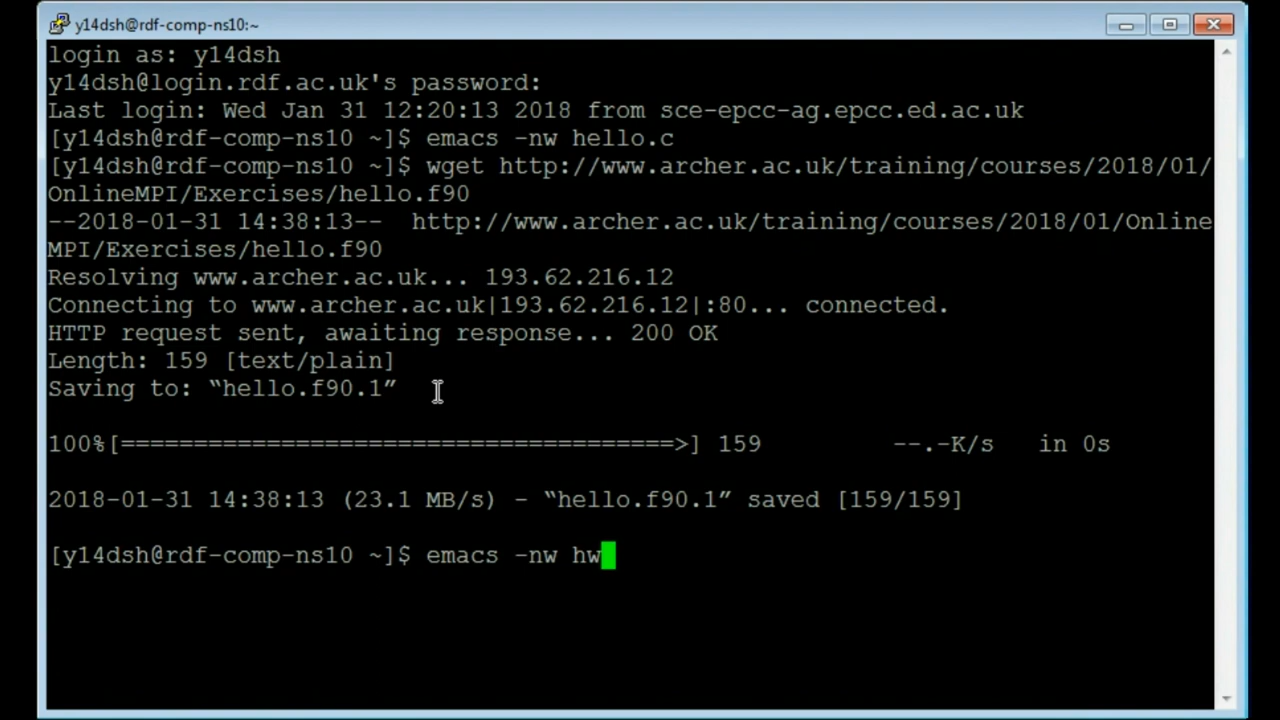 y14dsh@rdf-comp-ns10:~
login as: y14dsh
y14dsh@login.rdf.ac.uk's password:
Last login: Wed Jan 31 12:20:13 2018 from sce-epcc-ag.epcc.ed.ac.uk
[y14dsh@rdf-comp-ns10 ~]$ emacs -nw hello.c
[y14dsh@rdf-comp-ns10 ~]$ wget http://www.archer.ac.uk/training/courses/2018/01/
OnlineMPI/Exercises/hello.f90
--2018-01-31 14:38:13--  http://www.archer.ac.uk/training/courses/2018/01/Online
MPI/Exercises/hello.f90
Resolving www.archer.ac.uk... 193.62.216.12
Connecting to www.archer.ac.uk|193.62.216.12|:80... connected.
HTTP request sent, awaiting response... 200 OK
Length: 159 [text/plain]
Saving to: “hello.f90.1”
100%[======================================>] 159         --.-K/s   in 0s
2018-01-31 14:38:13 (23.1 MB/s) - “hello.f90.1” saved [159/159]
[y14dsh@rdf-comp-ns10 ~]$ emacs -nw hw